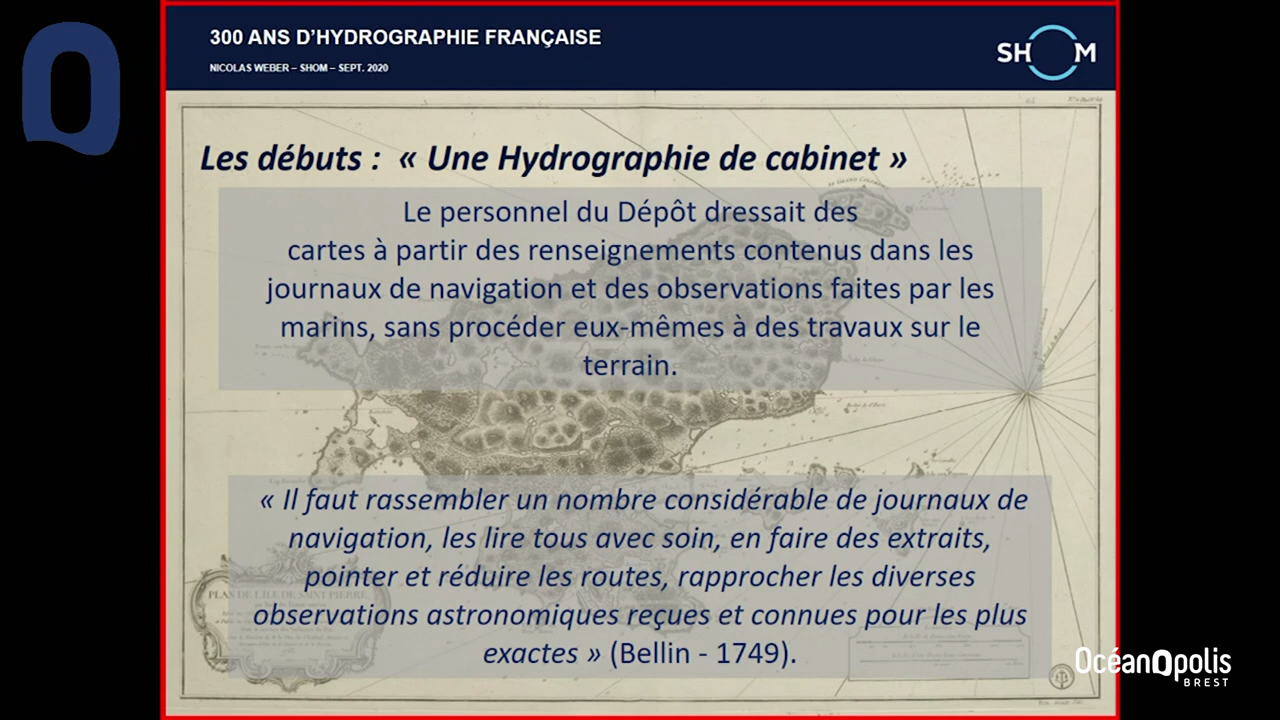 300 ANS D'HYDROGRAPHIE FRANÇAISE
NICOLAS WEBER – SHOM – SEPT. 2020
SHOM
Les débuts : « Une Hydrographie de cabinet »
Le personnel du Dépôt dressait des
cartes à partir des renseignements contenus dans les
journaux de navigation et des observations faites par les
marins, sans procéder eux-mêmes à des travaux sur le
terrain.
« Il faut rassembler un nombre considérable de journaux de
navigation, les lire tous avec soin, en faire des extraits,
pointer et réduire les routes, rapprocher les diverses
observations astronomiques reçues et connues pour les plus
exactes » (Bellin - 1749).
PLAN DE L'ILE DE SAINT PIERRE
OcéanOpolis
BREST